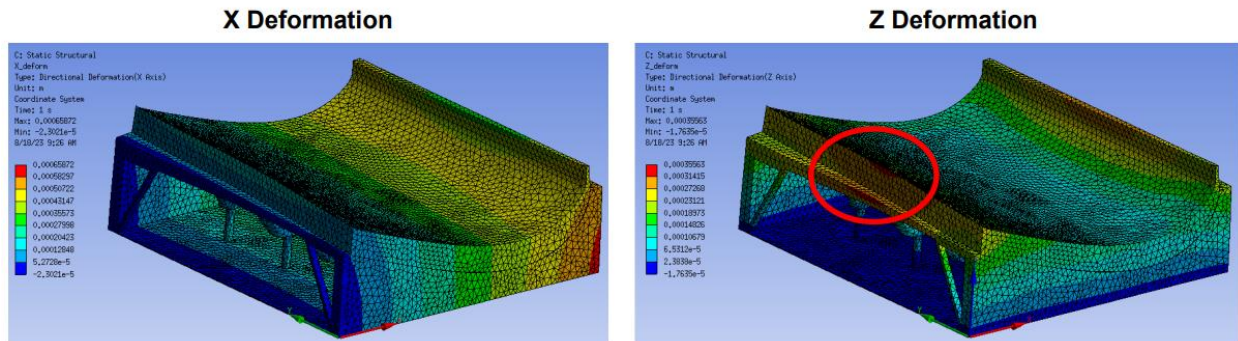 X Deformation
Z Deformation
C: Static Structural
X_deform
Type: Directional Deformation(X Axis)
Unit: m
Coordinate System
Time: 1 s
Max: 0,00065872
Min: -2,3021e-5
8/18/23 9:26 AM
0,00065872
0,00058297
0,00050722
0,00043147
0,00035573
0,00027998
0,00020423
0,00012848
5,2728e-5
-2,3021e-5
Y
C: Static Structural
Z_deform
Type: Directional Deformation(Z Axis)
Unit: m
Coordinate System
Time: 1 s
Max: 0,00035563
Min: -1,7635e-5
8/18/23 9:26 AM
0,00035563
0,00031415
0,00027268
0,00023121
0,00018973
0,00014826
0,00010679
6,5312e-5
2,3838e-5
-1,7635e-5